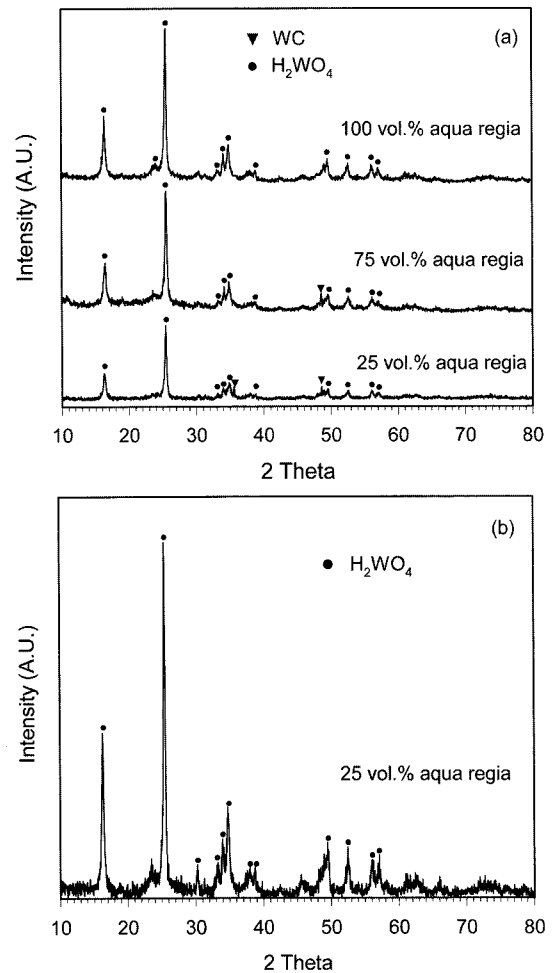 (a)
▼ WC
● H₂WO₄
100 vol.% aqua regia
75 vol.% aqua regia
25 vol.% aqua regia
Intensity (A.U.)
10 20 30 40 50 60 70 80
2 Theta
(b)
● H₂WO₄
25 vol.% aqua regia
Intensity (A.U.)
10 20 30 40 50 60 70 80
2 Theta